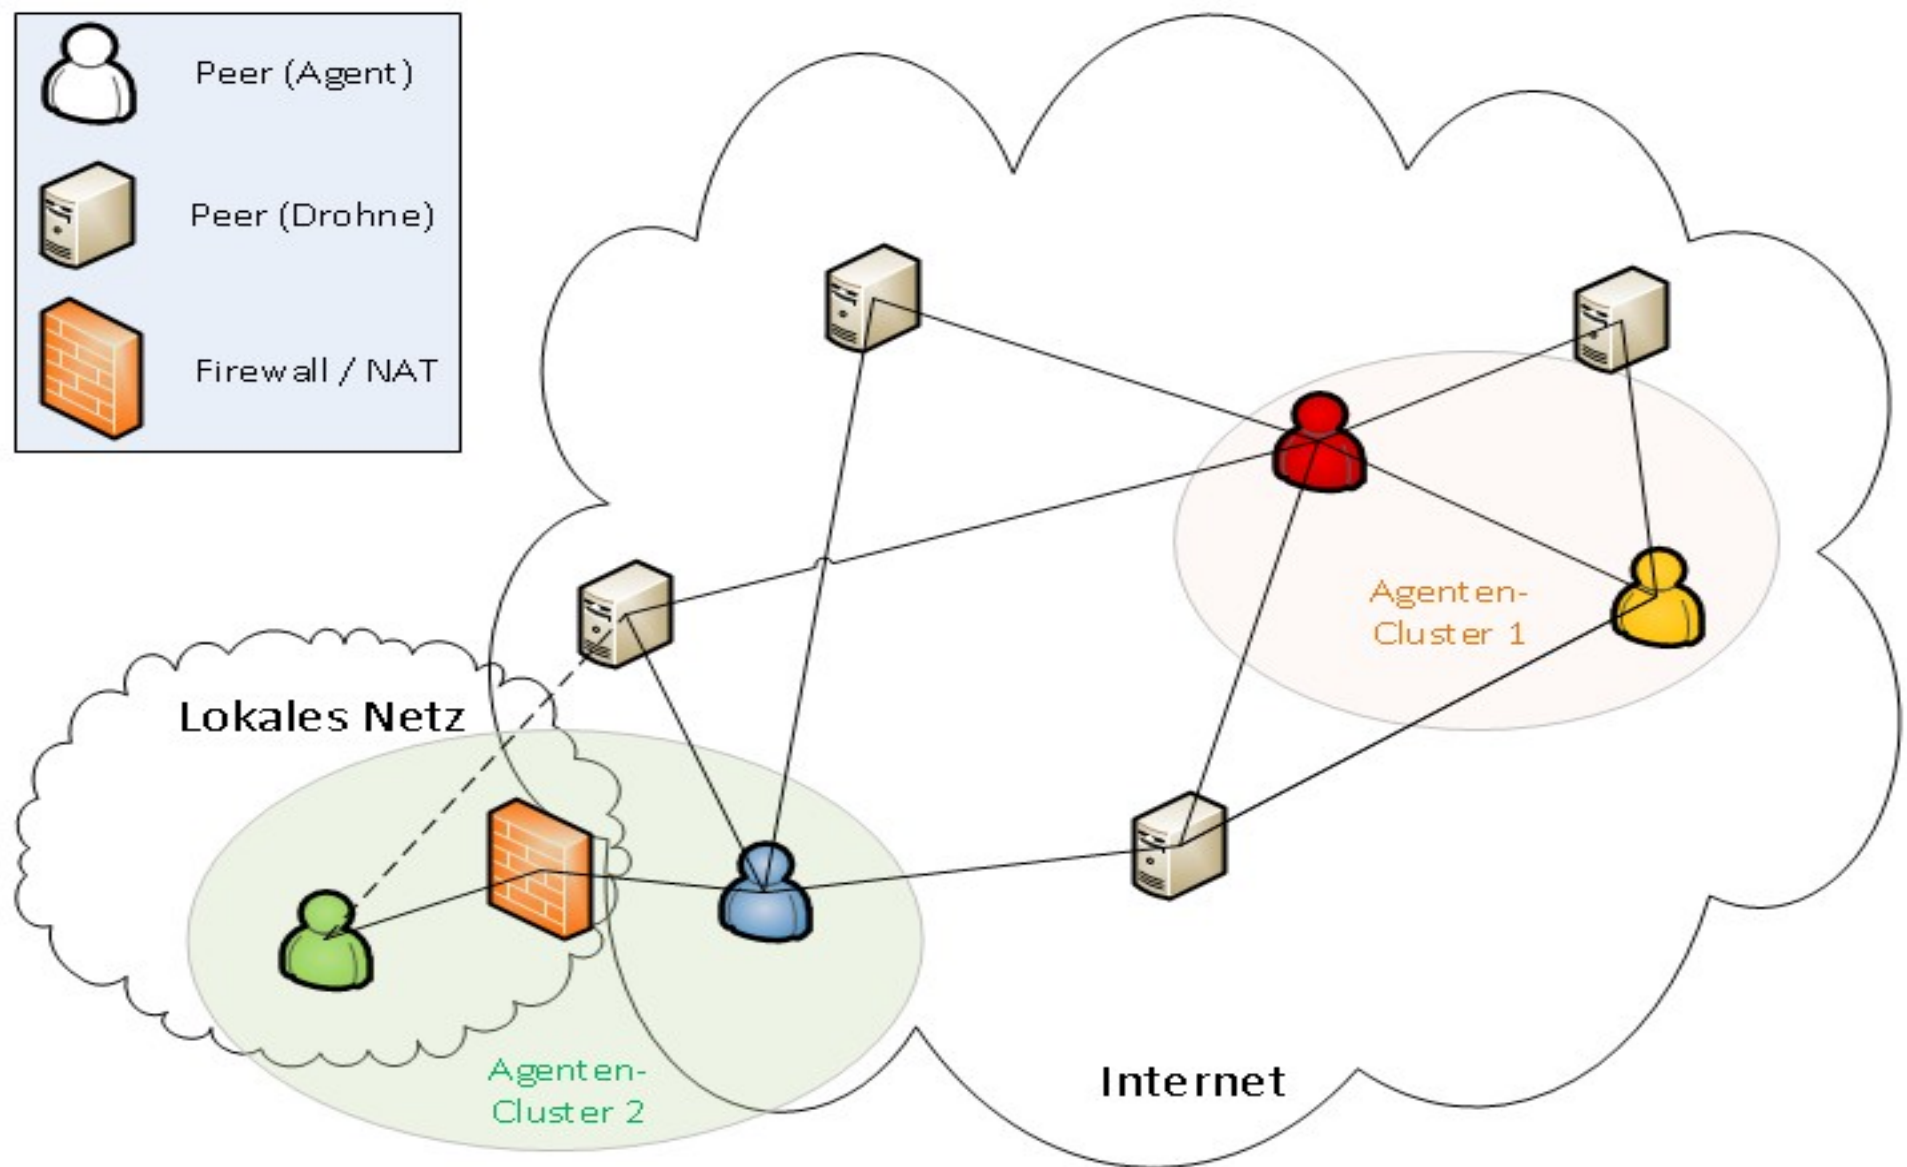 Peer (Agent)
Peer (Drohne)
Firewall / NAT
Agenten-
Cluster 1
Lokales Netz
Agenten-
Cluster 2
Internet